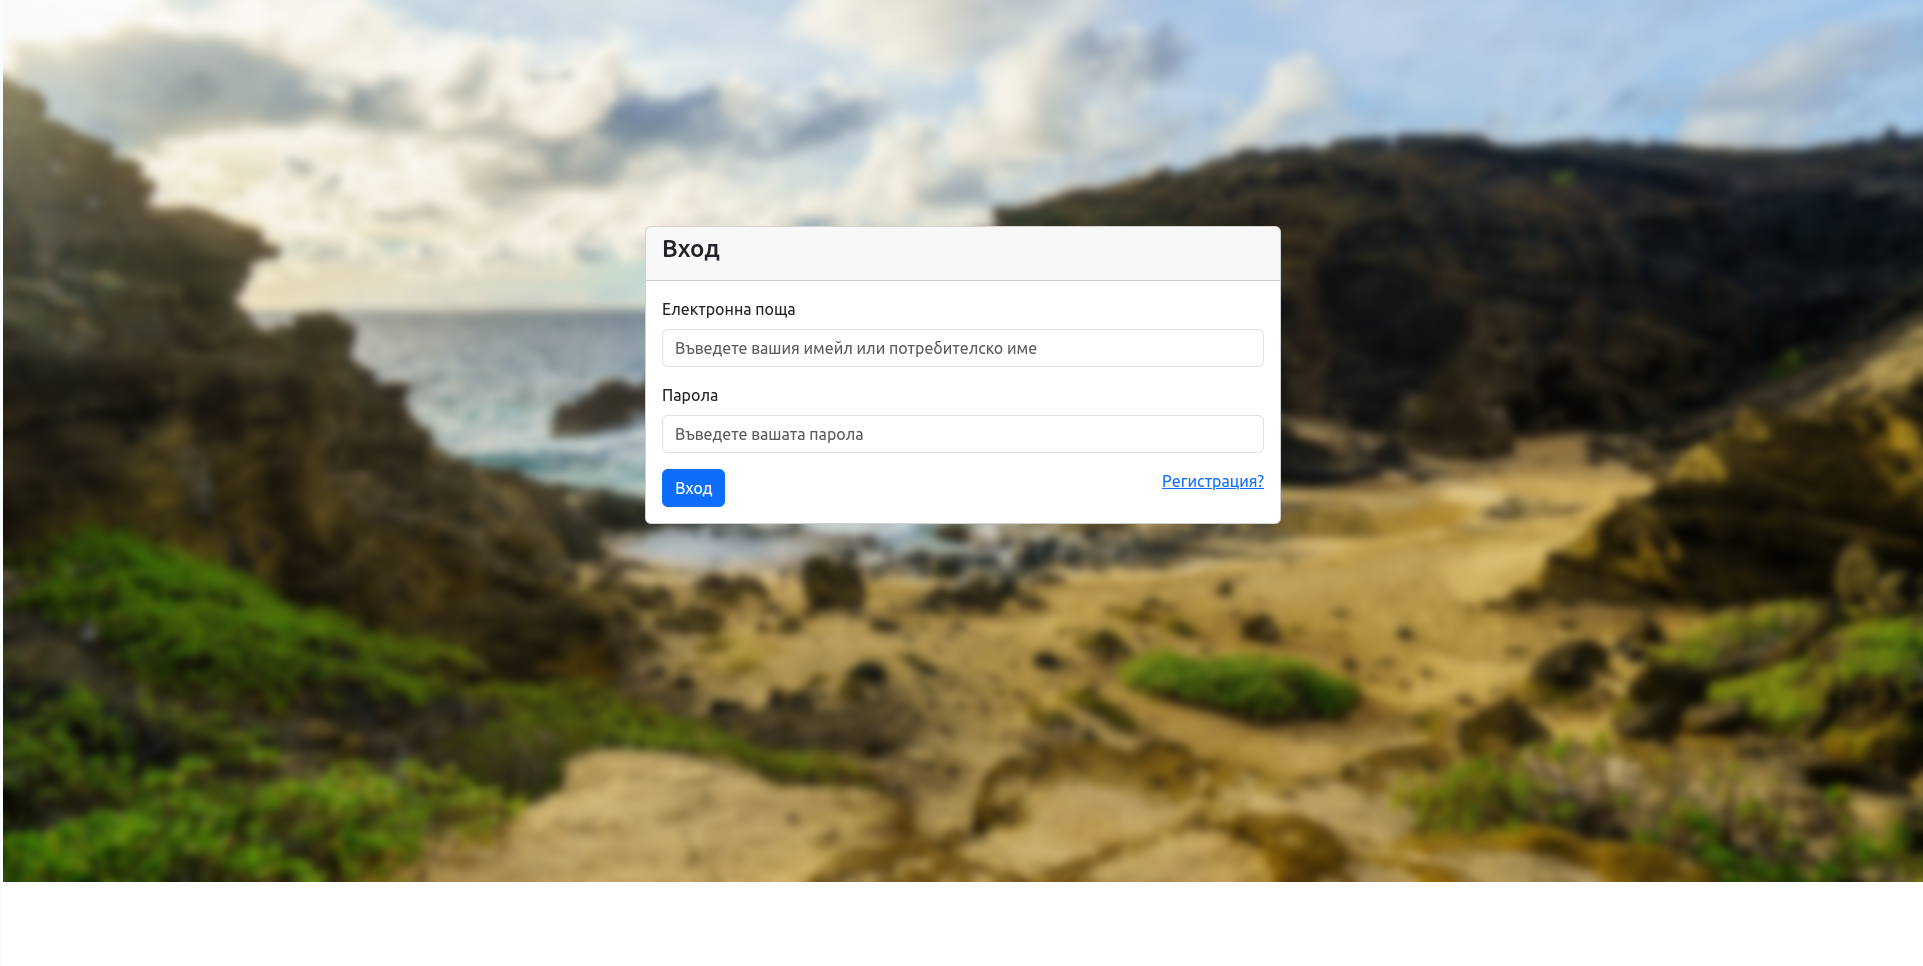 Вход
Електронна поща
Въведете вашия имейл или потребителско име
Парола
Въведете вашата парола
Вход
Регистрация?